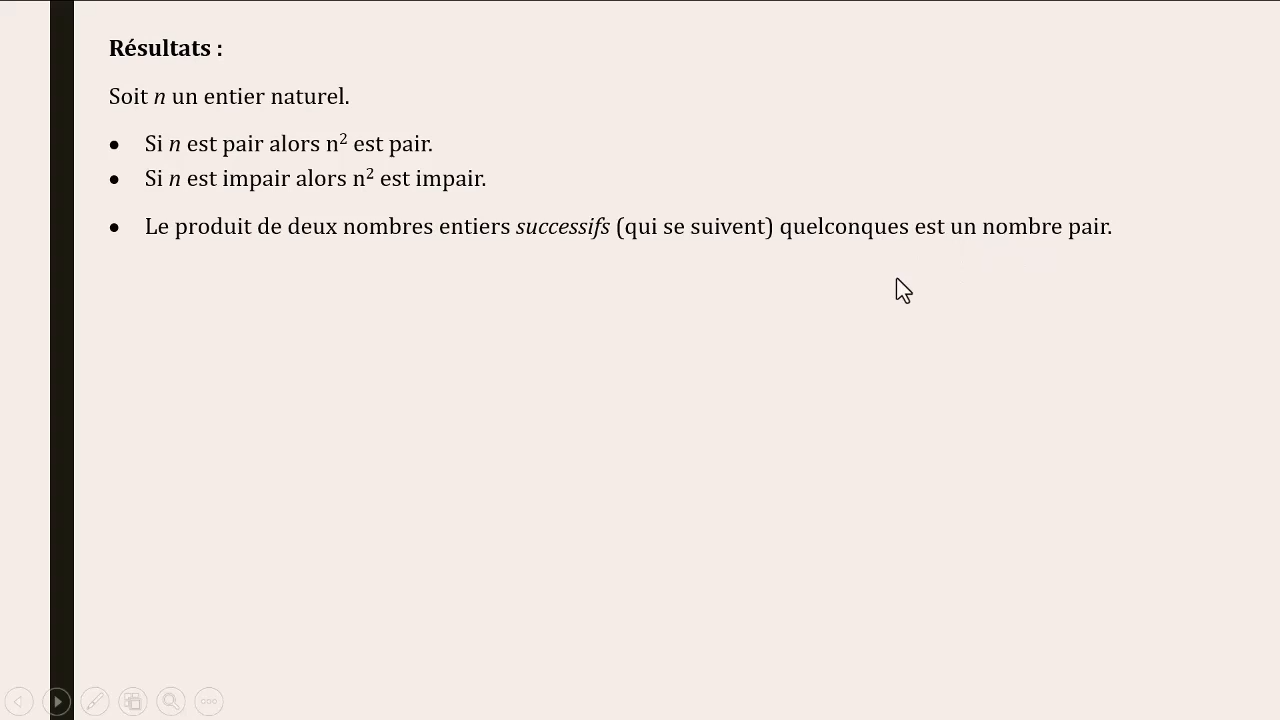 Résultats :
Soit n un entier naturel.
• Si n est pair alors n² est pair.
• Si n est impair alors n² est impair.
• Le produit de deux nombres entiers successifs (qui se suivent) quelconques est un nombre pair.